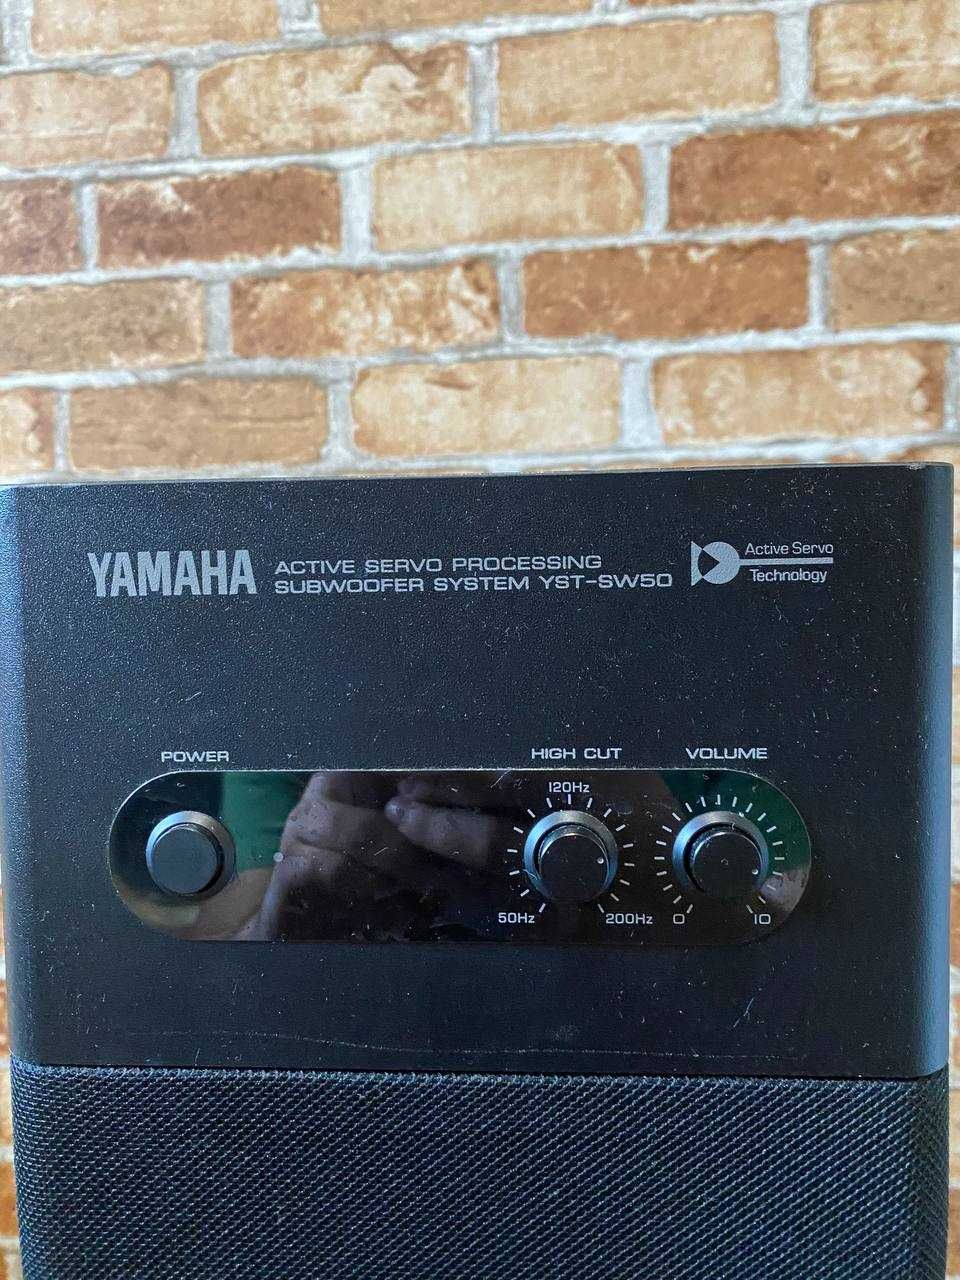 YAMAHA
ACTIVE SERVO PROCESSING
SUBWOOFER SYSTEM YST-SW50
Active Servo
Technology
POWER
HIGH CUT
VOLUME
120Hz
50Hz
200Hz
0
10